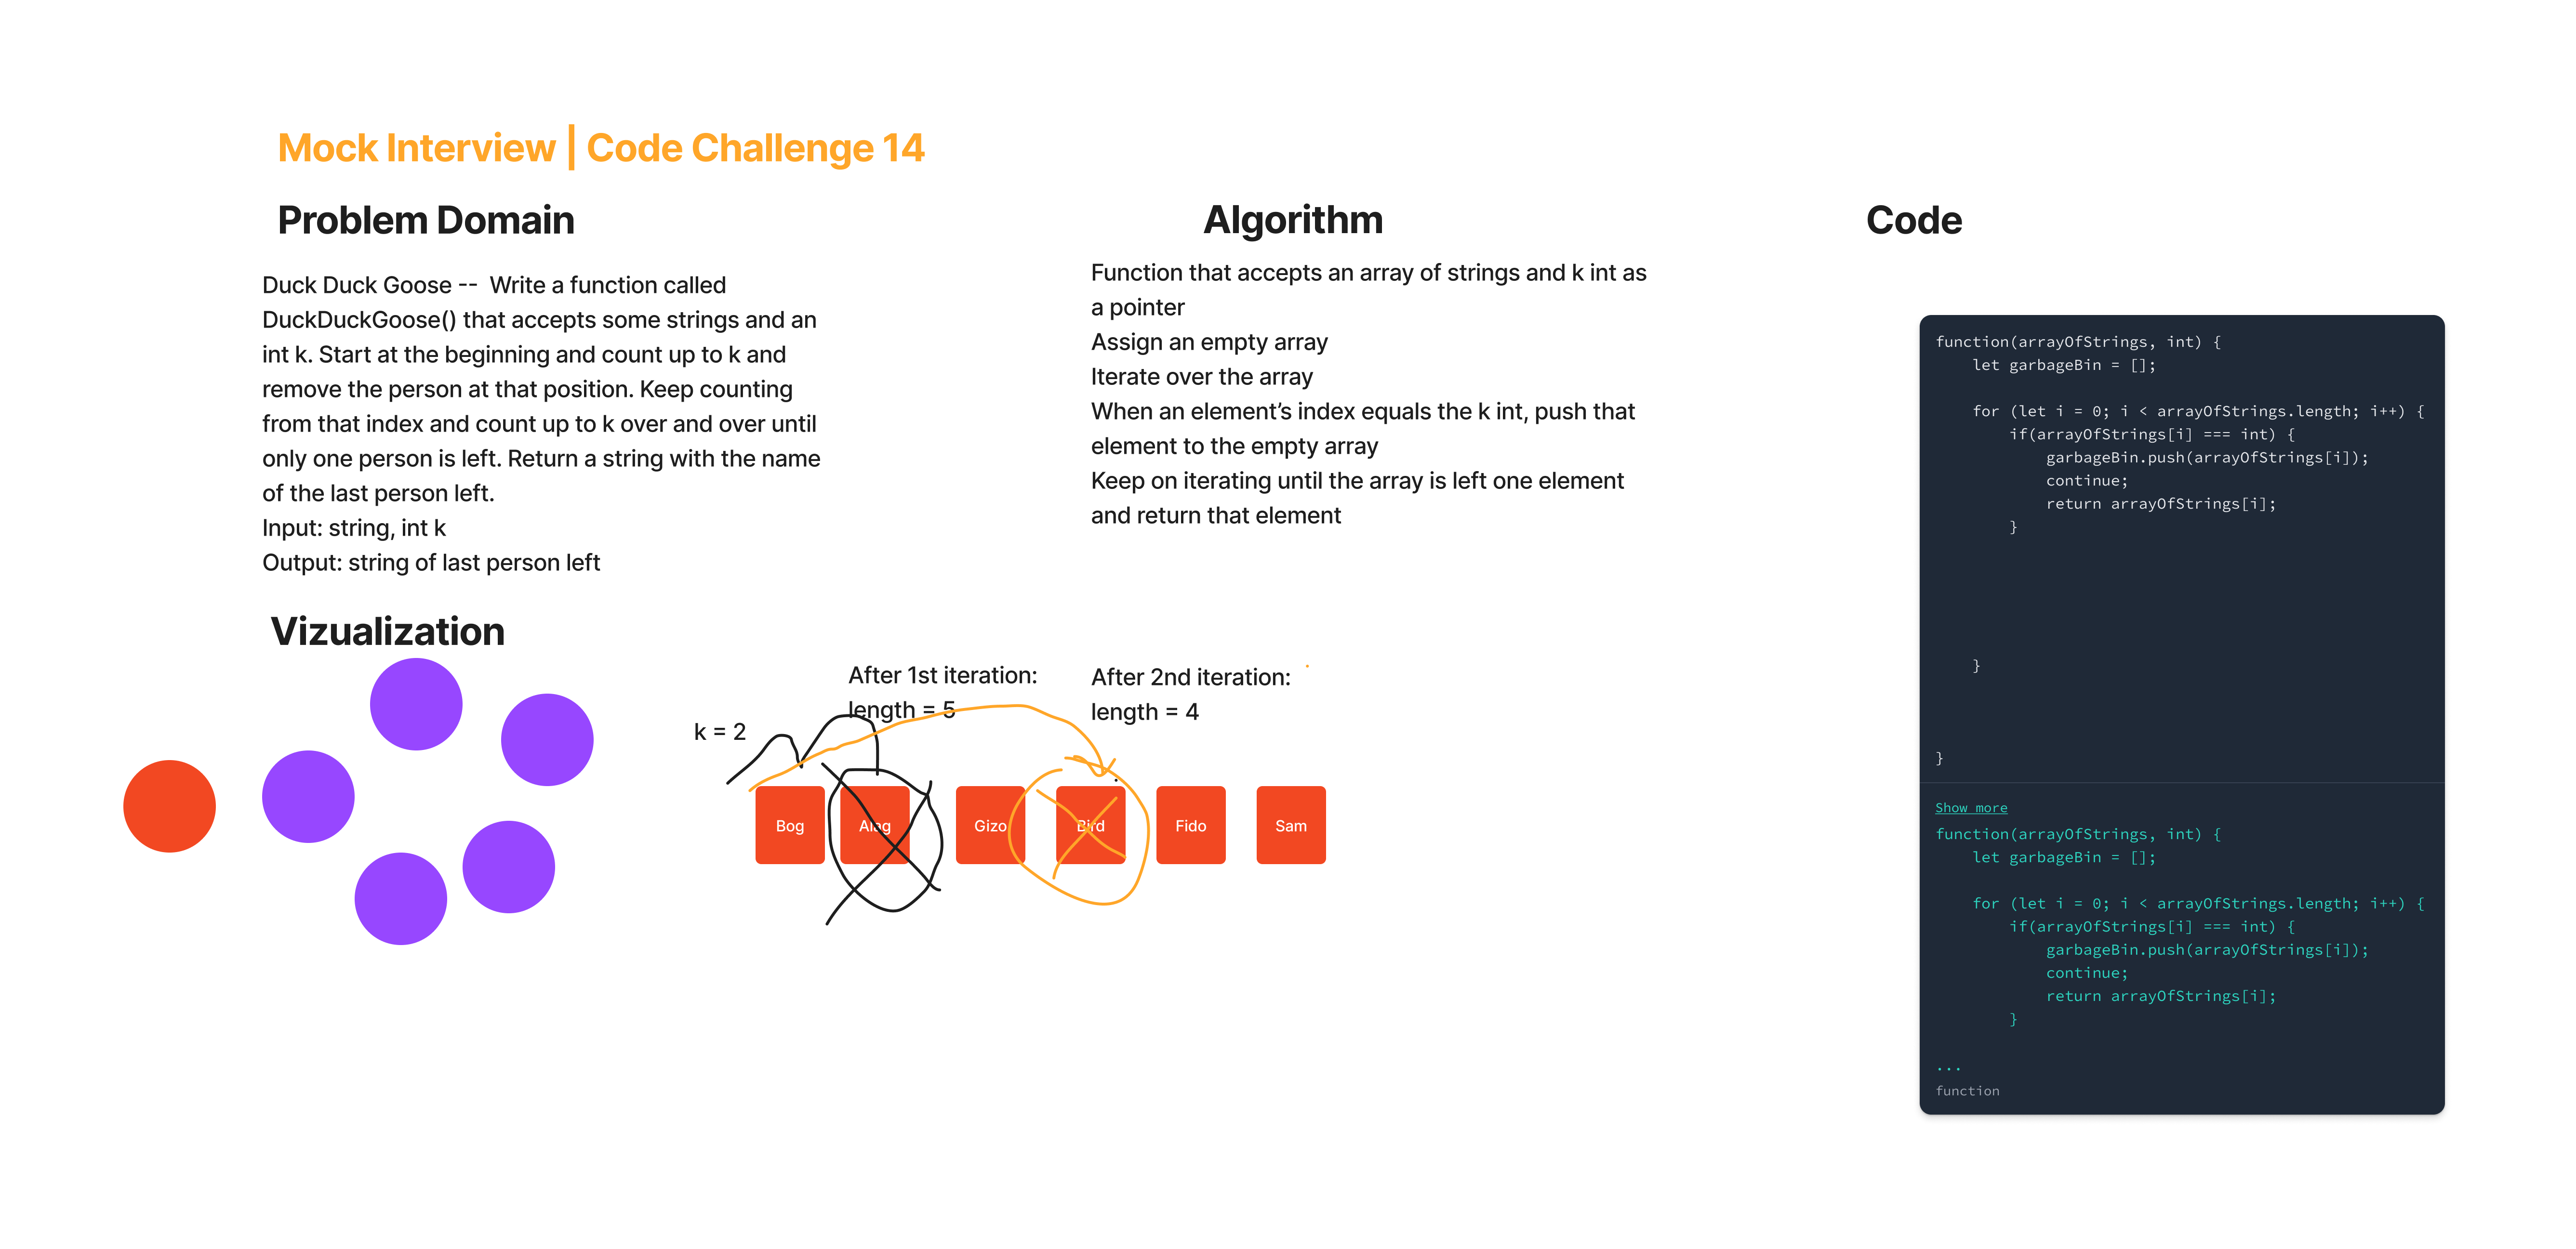 Mock Interview | Code Challenge 14
Problem Domain
Duck Duck Goose --  Write a function called
DuckDuckGoose() that accepts some strings and an
int k. Start at the beginning and count up to k and
remove the person at that position. Keep counting
from that index and count up to k over and over until
only one person is left. Return a string with the name
of the last person left.
Input: string, int k
Output: string of last person left
Algorithm
Function that accepts an array of strings and k int as
a pointer
Assign an empty array
Iterate over the array
When an element’s index equals the k int, push that
element to the empty array
Keep on iterating until the array is left one element
and return that element
Code
function(arrayOfStrings, int) {
    let garbageBin = [];
    for (let i = 0; i < arrayOfStrings.length; i++) {
        if(arrayOfStrings[i] === int) {
            garbageBin.push(arrayOfStrings[i]);
            continue;
            return arrayOfStrings[i];
        }
    }
}
Show more
function(arrayOfStrings, int) {
    let garbageBin = [];
    for (let i = 0; i < arrayOfStrings.length; i++) {
        if(arrayOfStrings[i] === int) {
            garbageBin.push(arrayOfStrings[i]);
            continue;
            return arrayOfStrings[i];
        }
...
function
Vizualization
After 1st iteration:
length = 5
After 2nd iteration:
length = 4
k = 2
Bog
Gizo
Bird
Fido
Sam